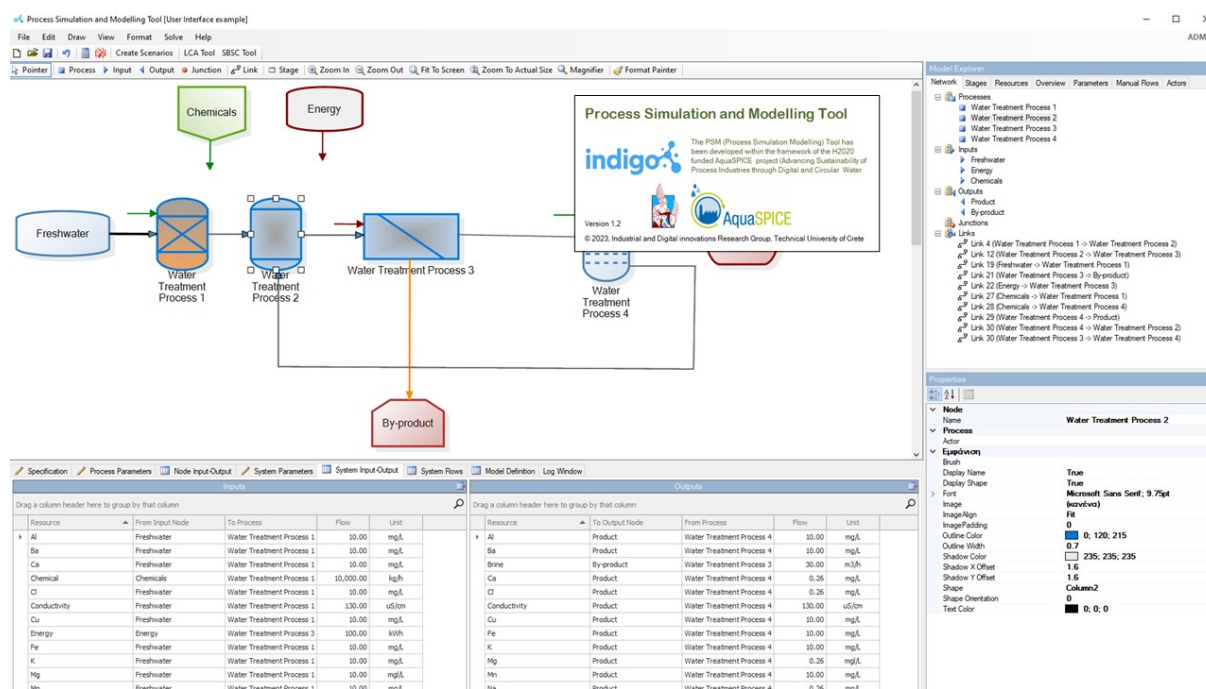 Process Simulation and Modelling Tool [User Interface example]
File Edit Draw View Format Solve Help
ADM
Create Scenarios LCA Tool SBSC Tool
Pointer Process Input Output Junction Link Stage Zoom In Zoom Out Fit To Screen Zoom To Actual Size Magnifier Format Painter
Chemicals
Energy
Freshwater
Water
Treatment
Process 1
Water
Treatment
Process 2
Water Treatment Process 3
Water
Treatment
Process 4
By-product
Process Simulation and Modelling Tool
indigo
The PSM (Process Simulation Modelling) Tool has
been developed within the framework of the H2020
funded AquaSPICE project (Advancing Sustainability of
Process Industries through Digital and Circular Water
AquaSPICE
Version 1.2
© 2023, Industrial and Digital innovations Research Group, Technical University of Crete
Model Explorer
Network Stages Resources Overview Parameters Manual Rows Actors
Processes
Water Treatment Process 1
Water Treatment Process 2
Water Treatment Process 3
Water Treatment Process 4
Inputs
Freshwater
Energy
Chemicals
Outputs
Product
By-product
Junctions
Links
Link 4 (Water Treatment Process 1 -> Water Treatment Process 2)
Link 12 (Water Treatment Process 2 -> Water Treatment Process 3)
Link 19 (Freshwater -> Water Treatment Process 1)
Link 21 (Water Treatment Process 3 -> By-product)
Link 22 (Energy -> Water Treatment Process 3)
Link 27 (Chemicals -> Water Treatment Process 1)
Link 28 (Chemicals -> Water Treatment Process 4)
Link 29 (Water Treatment Process 4 -> Product)
Link 30 (Water Treatment Process 4 -> Water Treatment Process 2)
Link 30 (Water Treatment Process 3 -> Water Treatment Process 4)
Properties
Node
Name Water Treatment Process 2
Process
Actor
Εμφάνιση
Brush
Display Name True
Display Shape True
Font Microsoft Sans Serif; 9.75pt
Image (κανένα)
ImageAlign Fit
ImagePadding 0
Outline Color 0; 120; 215
Outline Width 0.7
Shadow Color 235; 235; 235
Shadow X Offset 1.6
Shadow Y Offset 1.6
Shape Column2
Shape Orientation 0
Text Color 0; 0; 0
Specification Process Parameters Node Input-Output System Parameters System Input-Output System Flows Model Definition Log Window
Inputs
Drag a column header here to group by that column
Resource From Input Node To Process Flow Unit
Al Freshwater Water Treatment Process 1 10.00 mg/L
Ba Freshwater Water Treatment Process 1 10.00 mg/L
Ca Freshwater Water Treatment Process 1 10.00 mg/L
Chemical Chemicals Water Treatment Process 1 10,000.00 kg/h
Cl Freshwater Water Treatment Process 1 10.00 mg/L
Conductivity Freshwater Water Treatment Process 1 130.00 uS/cm
Cu Freshwater Water Treatment Process 1 10.00 mg/L
Energy Energy Water Treatment Process 3 100.00 kWh
Fe Freshwater Water Treatment Process 1 10.00 mg/L
K Freshwater Water Treatment Process 1 10.00 mg/L
Mg Freshwater Water Treatment Process 1 10.00 mg/L
Mn Freshwater Water Treatment Process 1 10.00 mg/L
Outputs
Drag a column header here to group by that column
Resource To Output Node From Process Flow Unit
Al Product Water Treatment Process 4 10.00 mg/L
Ba Product Water Treatment Process 4 10.00 mg/L
Brine By-product Water Treatment Process 3 30.00 m3/h
Ca Product Water Treatment Process 4 0.26 mg/L
Cl Product Water Treatment Process 4 0.26 mg/L
Conductivity Product Water Treatment Process 4 130.00 uS/cm
Cu Product Water Treatment Process 4 10.00 mg/L
Fe Product Water Treatment Process 4 10.00 mg/L
K Product Water Treatment Process 4 10.00 mg/L
Mg Product Water Treatment Process 4 0.26 mg/L
Mn Product Water Treatment Process 4 10.00 mg/L
Na Product Water Treatment Process 4 0.26 mg/L